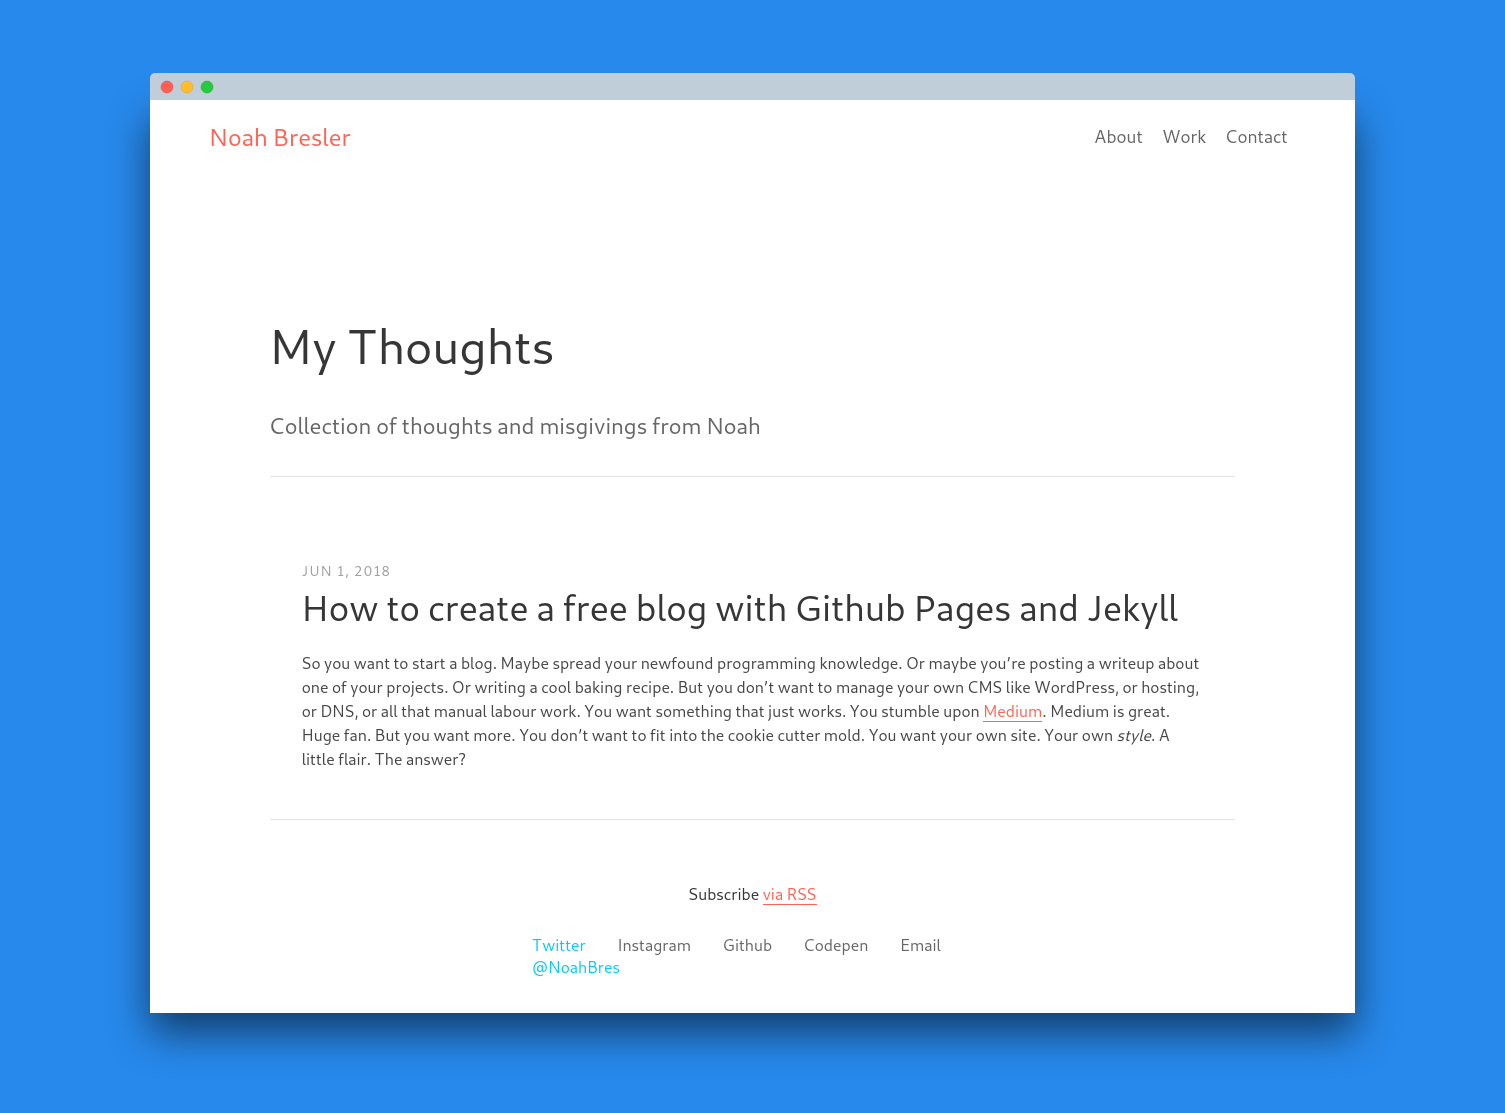 Noah Bresler
About Work Contact
My Thoughts
Collection of thoughts and misgivings from Noah
JUN 1, 2018
How to create a free blog with Github Pages and Jekyll
So you want to start a blog. Maybe spread your newfound programming knowledge. Or maybe you’re posting a writeup about
one of your projects. Or writing a cool baking recipe. But you don’t want to manage your own CMS like WordPress, or hosting,
or DNS, or all that manual labour work. You want something that just works. You stumble upon Medium. Medium is great.
Huge fan. But you want more. You don’t want to fit into the cookie cutter mold. You want your own site. Your own style. A
little flair. The answer?
Subscribe via RSS
Twitter Instagram Github Codepen Email
@NoahBres